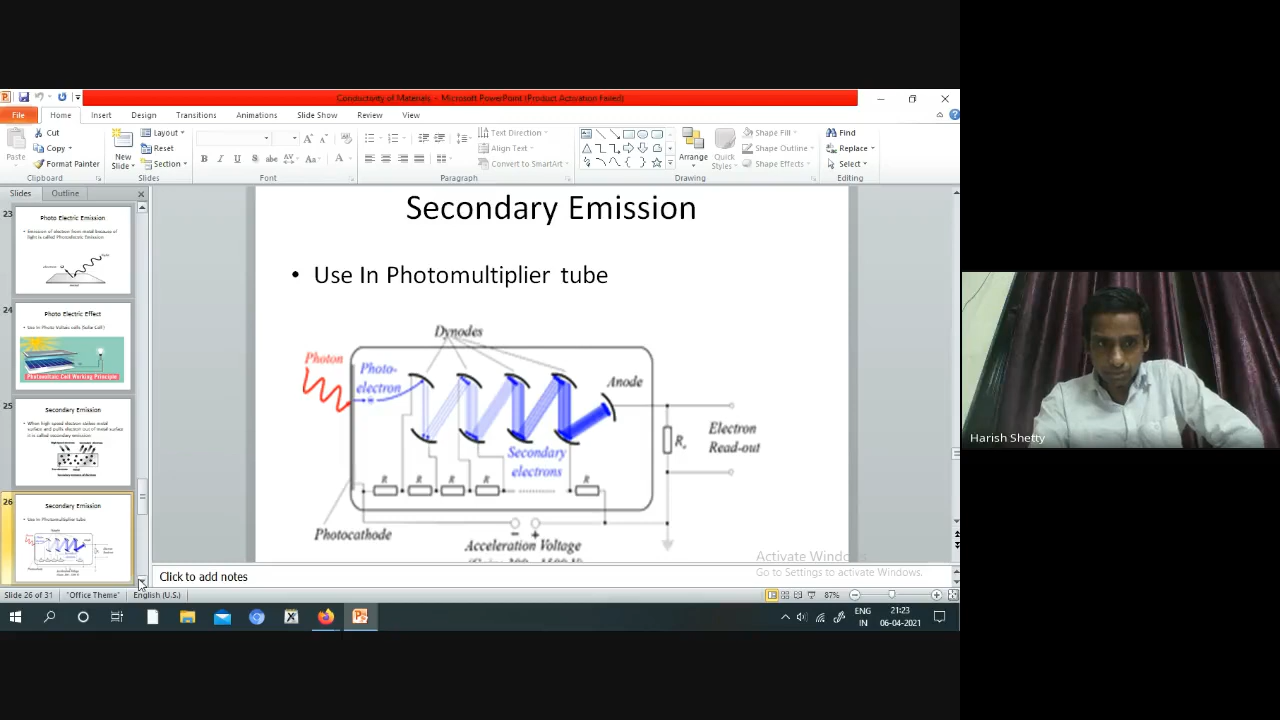 Conductivity of Materials - Microsoft PowerPoint (Product Activation Failed)
File Home Insert Design Transitions Animations Slide Show Review View
Paste
Cut
Copy
Format Painter
Clipboard
New
Slide
Layout
Reset
Section
Slides
B I U S abc AV Aa A
Font
Text Direction
Align Text
Convert to SmartArt
Paragraph
Arrange
Quick
Styles
Shape Fill
Shape Outline
Shape Effects
Drawing
Find
Replace
Select
Editing
Slides Outline
23
Photo Electric Emission
• Emission of electron from metal because of
light is called Photoelectric Emission
24
Photo Electric Effect
• Use in Photo Voltaic cells (Solar Cell)
Photovoltaic Cell Working Principle
25
Secondary Emission
• When high speed electron strikes metal
surface and pulls electron out of metal surface
it is called secondary emission
26
Secondary Emission
• Use In Photomultiplier tube
Secondary Emission
• Use In Photomultiplier tube
Dynodes
Photon
Photo-
electron
Anode
Secondary
electrons
Electron
Read-out
R R R R R
Photocathode
− +
Acceleration Voltage
Activate Windows
Go to Settings to activate Windows.
Click to add notes
Slide 26 of 31 "Office Theme" English (U.S.) 87%
ENG
IN
21:23
06-04-2021
Harish Shetty